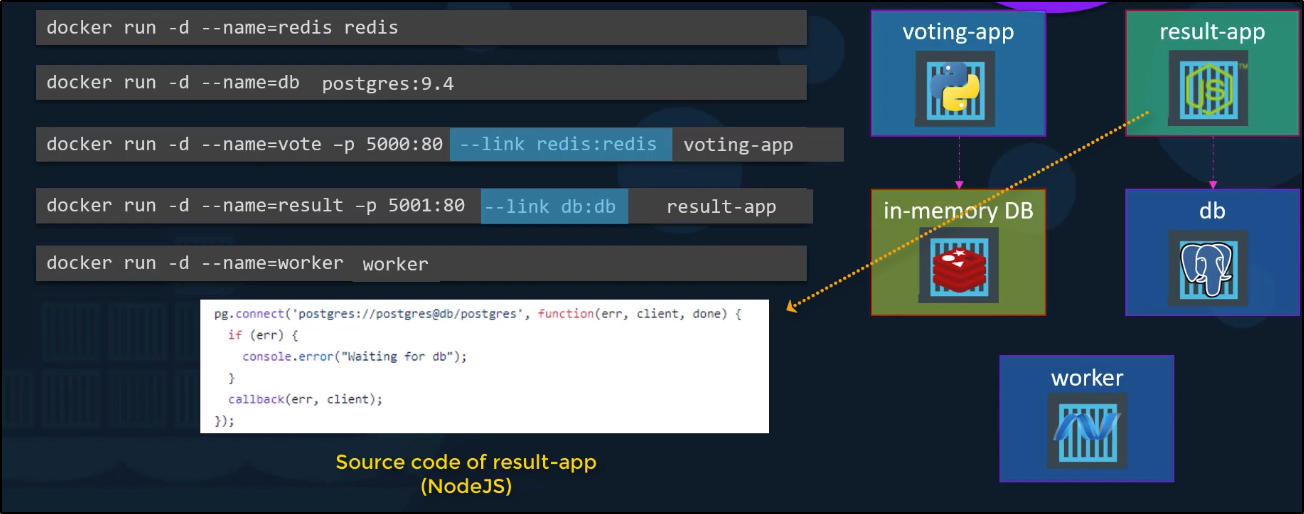 docker run -d --name=redis redis
docker run -d --name=db postgres:9.4
docker run -d --name=vote –p 5000:80 --link redis:redis voting-app
docker run -d --name=result –p 5001:80 --link db:db result-app
docker run -d --name=worker worker
pg.connect('postgres://postgres@db/postgres', function(err, client, done) {
if (err) {
console.error("Waiting for db");
}
callback(err, client);
});
Source code of result-app
(NodeJS)
voting-app
result-app
JS
TM
in-memory DB
db
worker